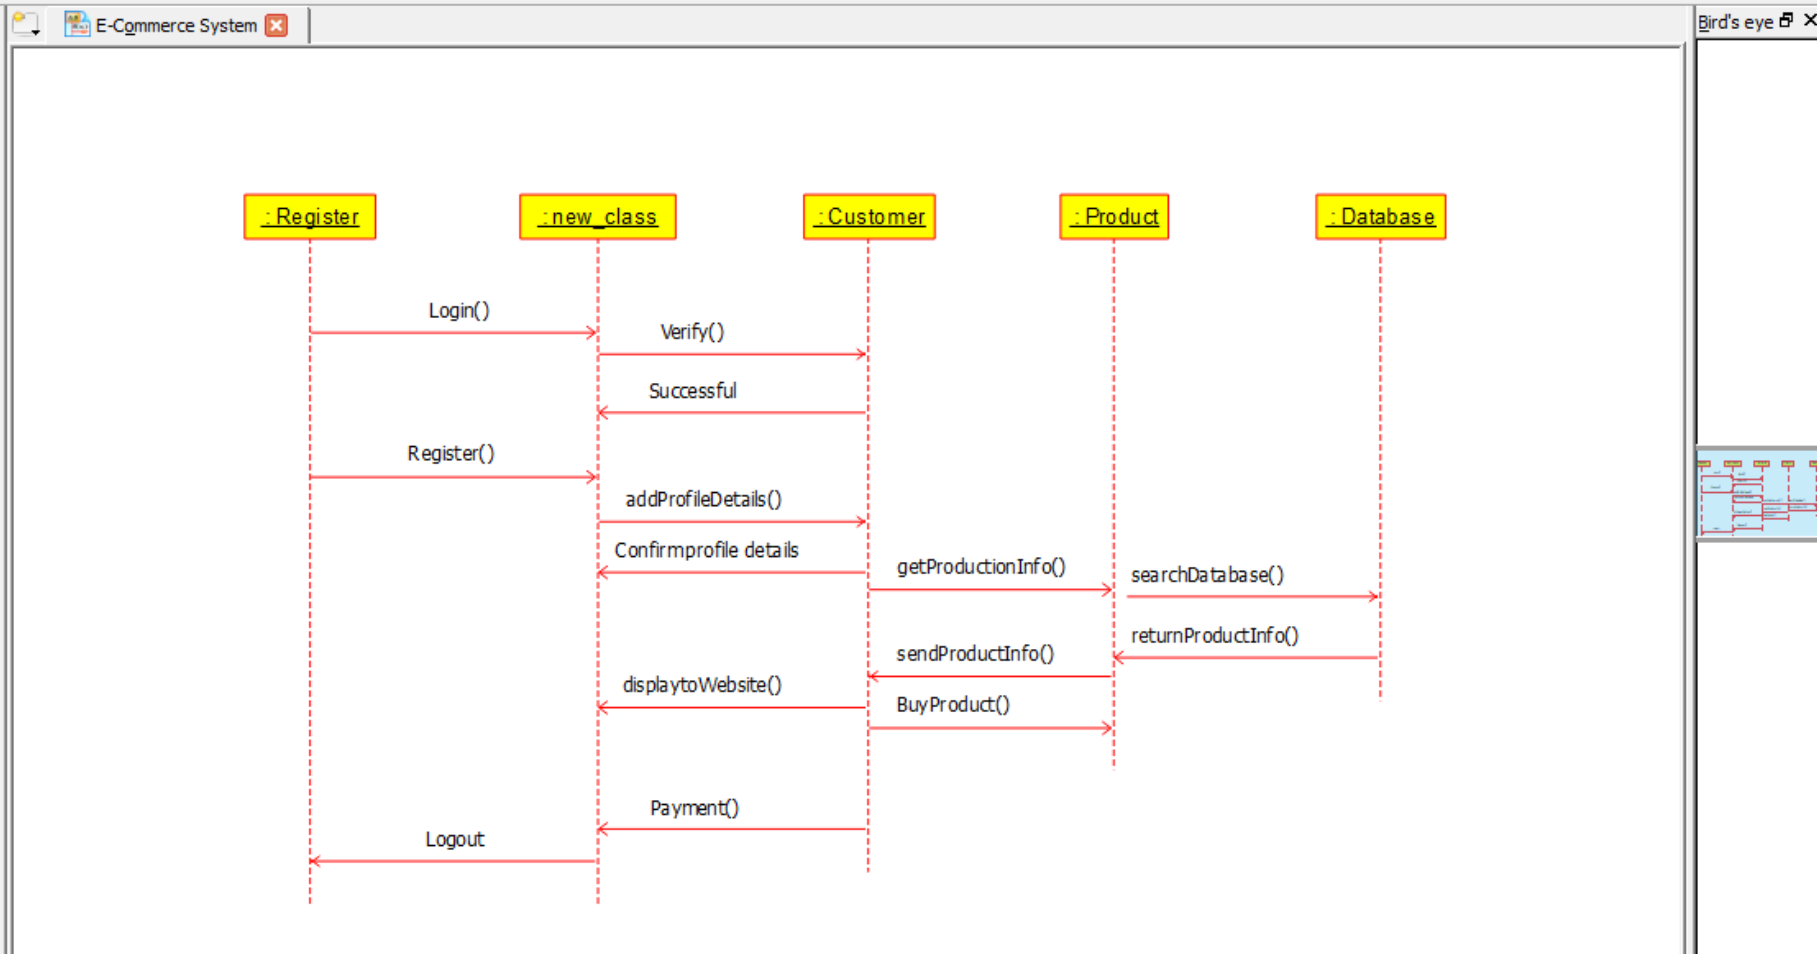 E-Commerce System
Bird's eye
: Register
: new_class
: Customer
: Product
: Database
Login()
Verify()
Successful
Register()
addProfileDetails()
Confirmprofile details
getProductionInfo()
searchDatabase()
returnProductInfo()
sendProductInfo()
displaytoWebsite()
BuyProduct()
Payment()
Logout